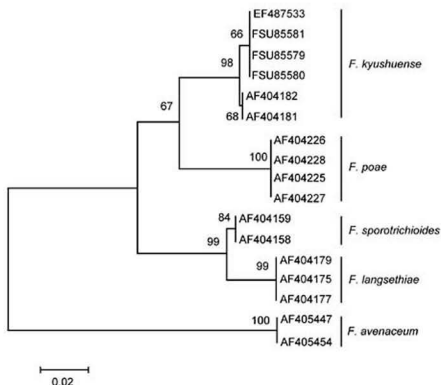 EF487533
66 FSU85581
FSU85579
98 FSU85580
F. kyushuense
AF404182
68 AF404181
67
AF404226
100 AF404228
AF404225
F. poae
AF404227
84 AF404159
F. sporotrichioides
AF404158
99
AF404179
99 AF404175
F. langsethiae
AF404177
100 AF405447
F. avenaceum
AF405454
0.02